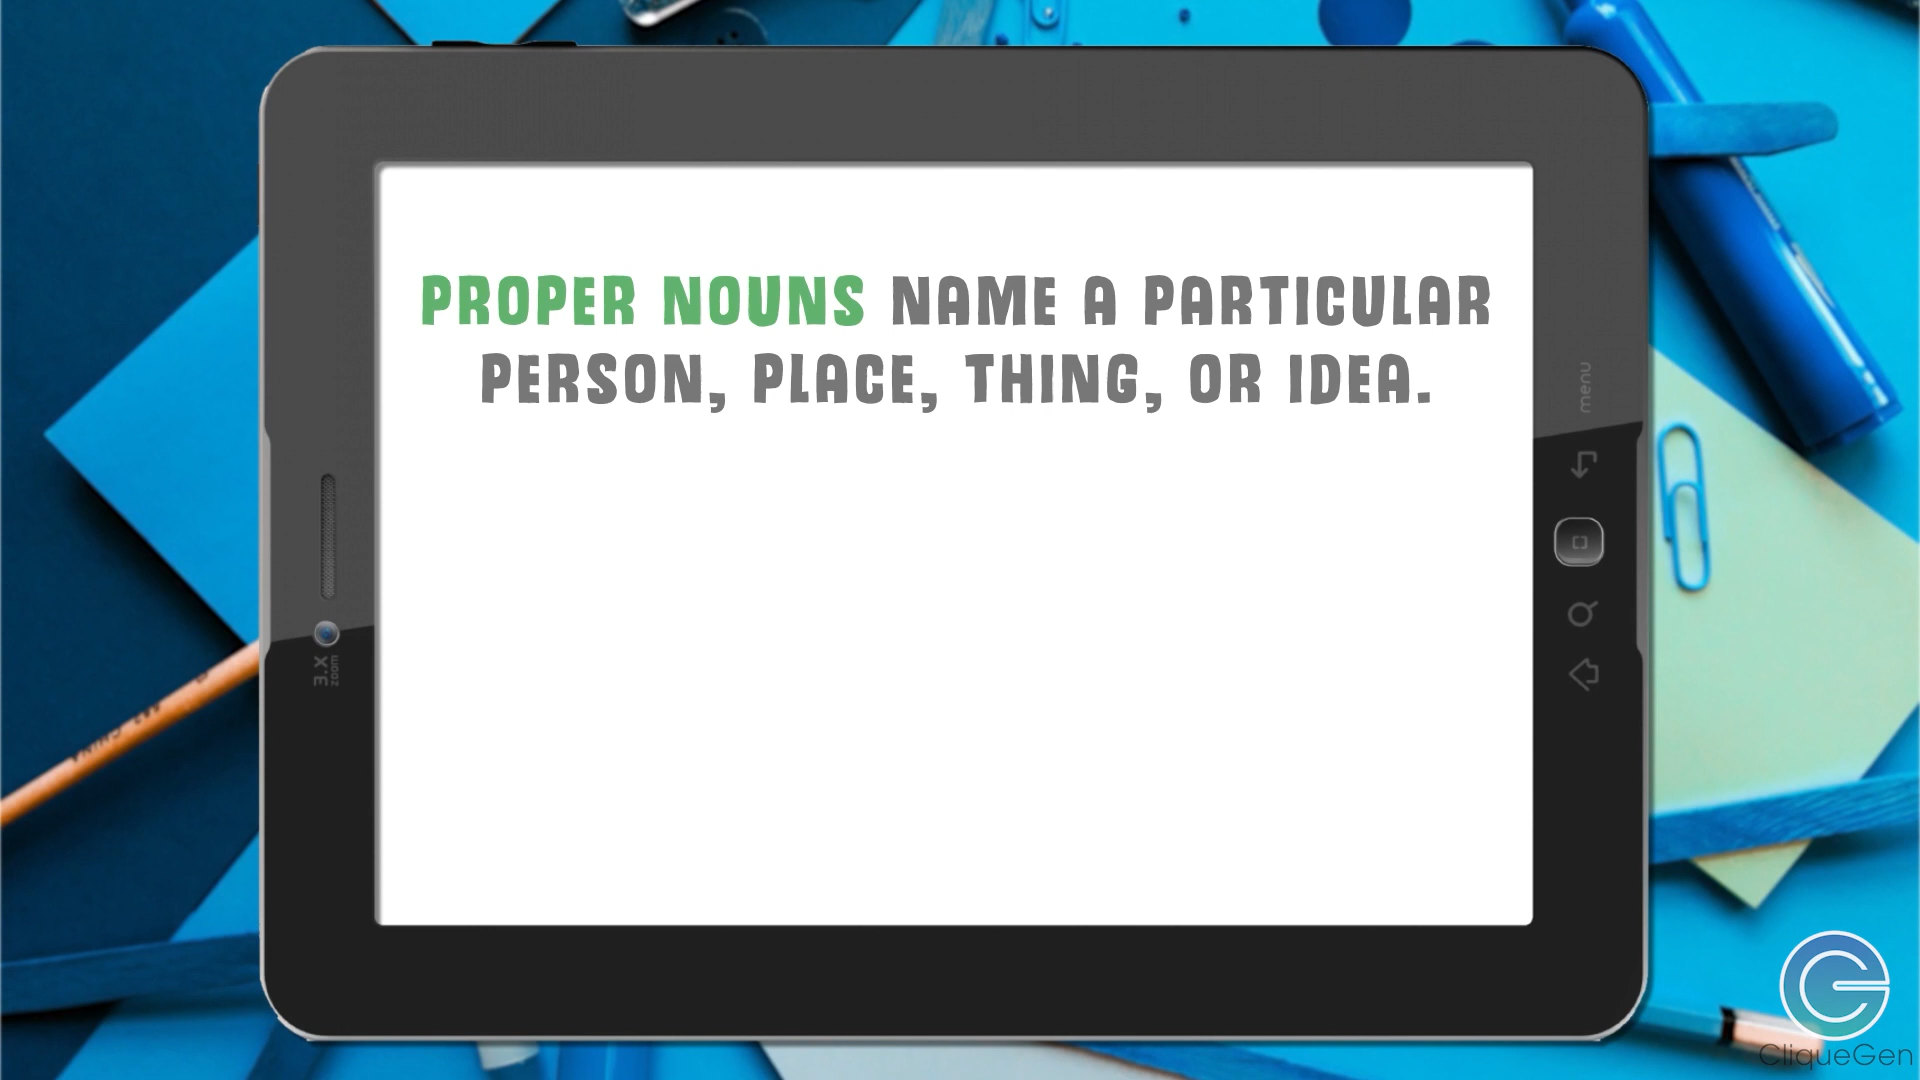 PROPER NOUNS NAME A PARTICULAR
PERSON, PLACE, THING, OR IDEA.
menu
3.X
zoom
CliqueGen